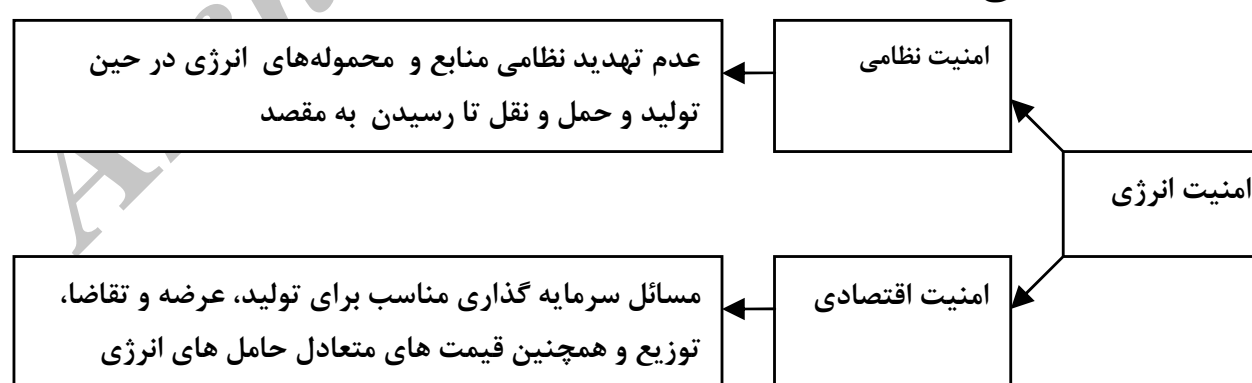 امنیت انرژی
امنیت نظامی
عدم تهدید نظامی منابع و محموله‌های انرژی در حین
تولید و حمل و نقل تا رسیدن به مقصد
امنیت اقتصادی
مسائل سرمایه گذاری مناسب برای تولید، عرضه و تقاضا،
توزیع و همچنین قیمت های متعادل حامل های انرژی